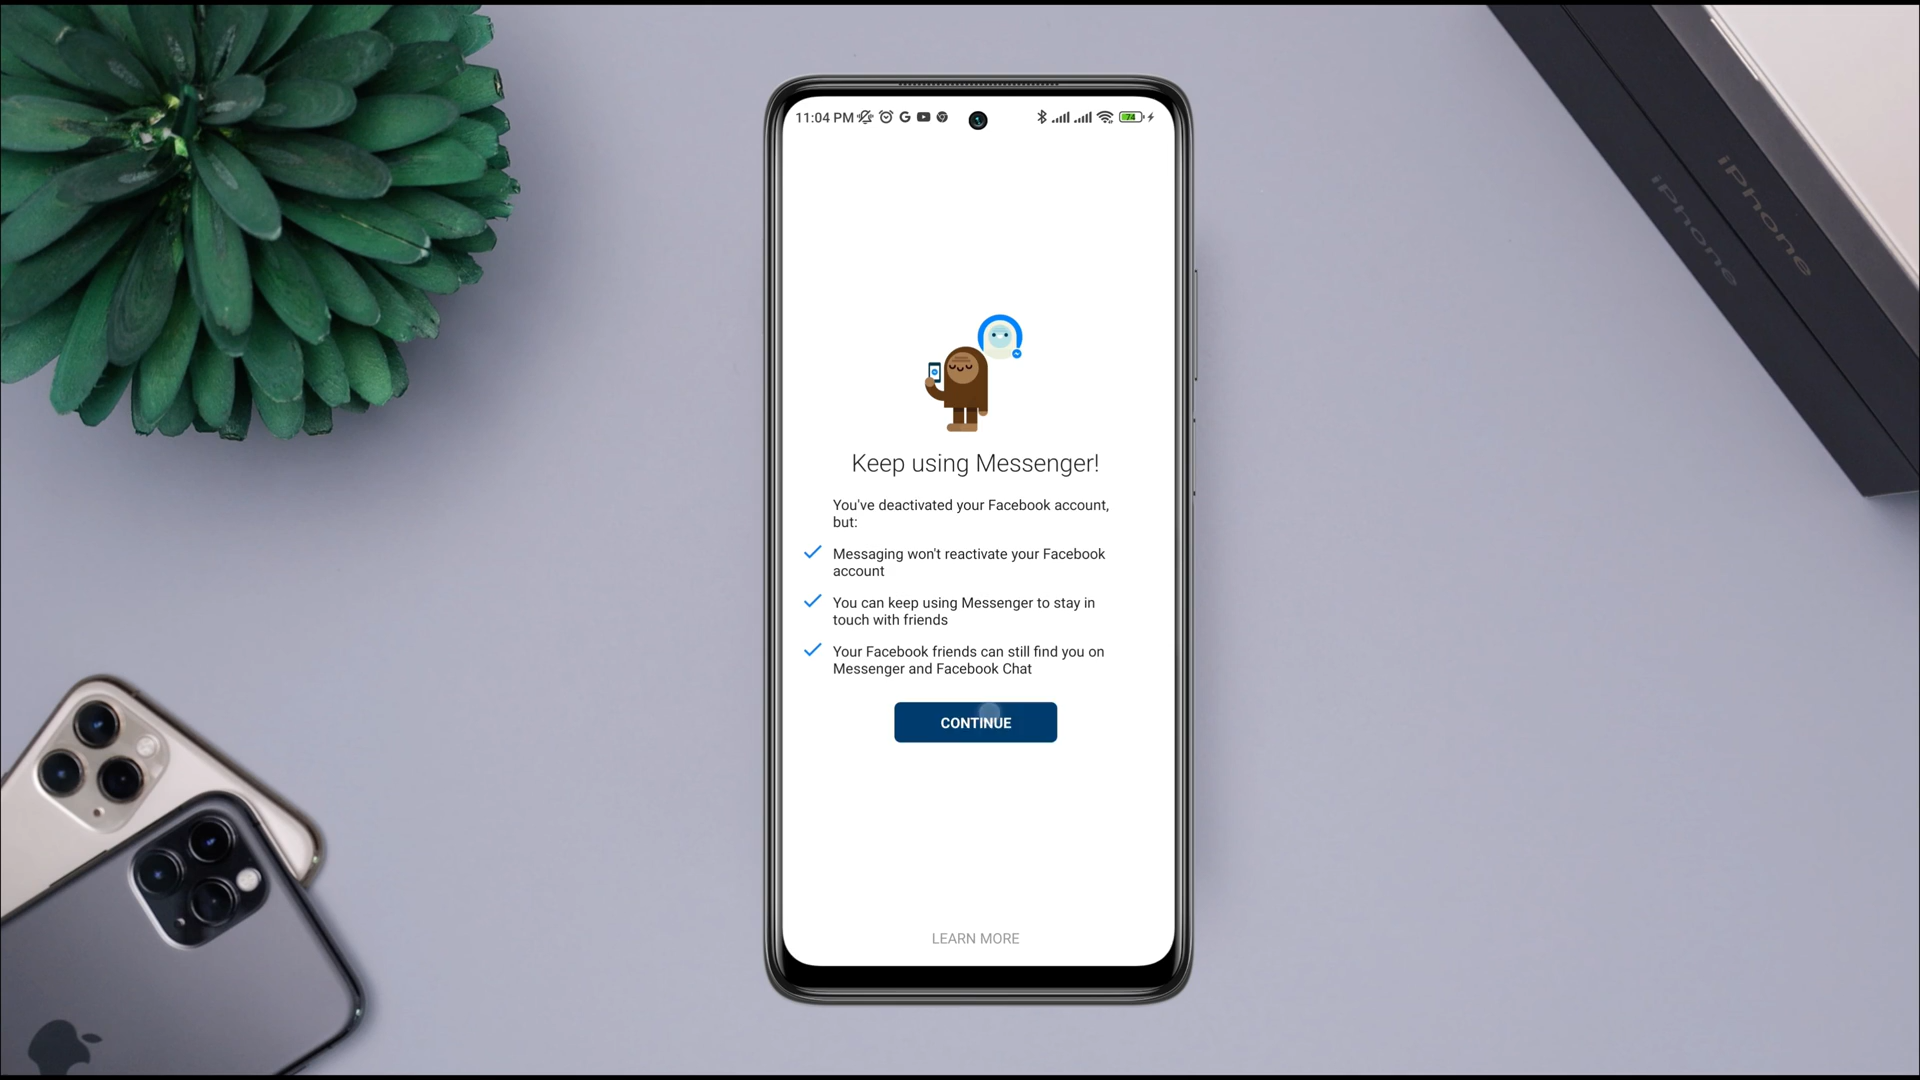 11:04 PM
74
iPhone
iPhone
Keep using Messenger!
You've deactivated your Facebook account,
but:
Messaging won't reactivate your Facebook
account
You can keep using Messenger to stay in
touch with friends
Your Facebook friends can still find you on
Messenger and Facebook Chat
CONTINUE
LEARN MORE